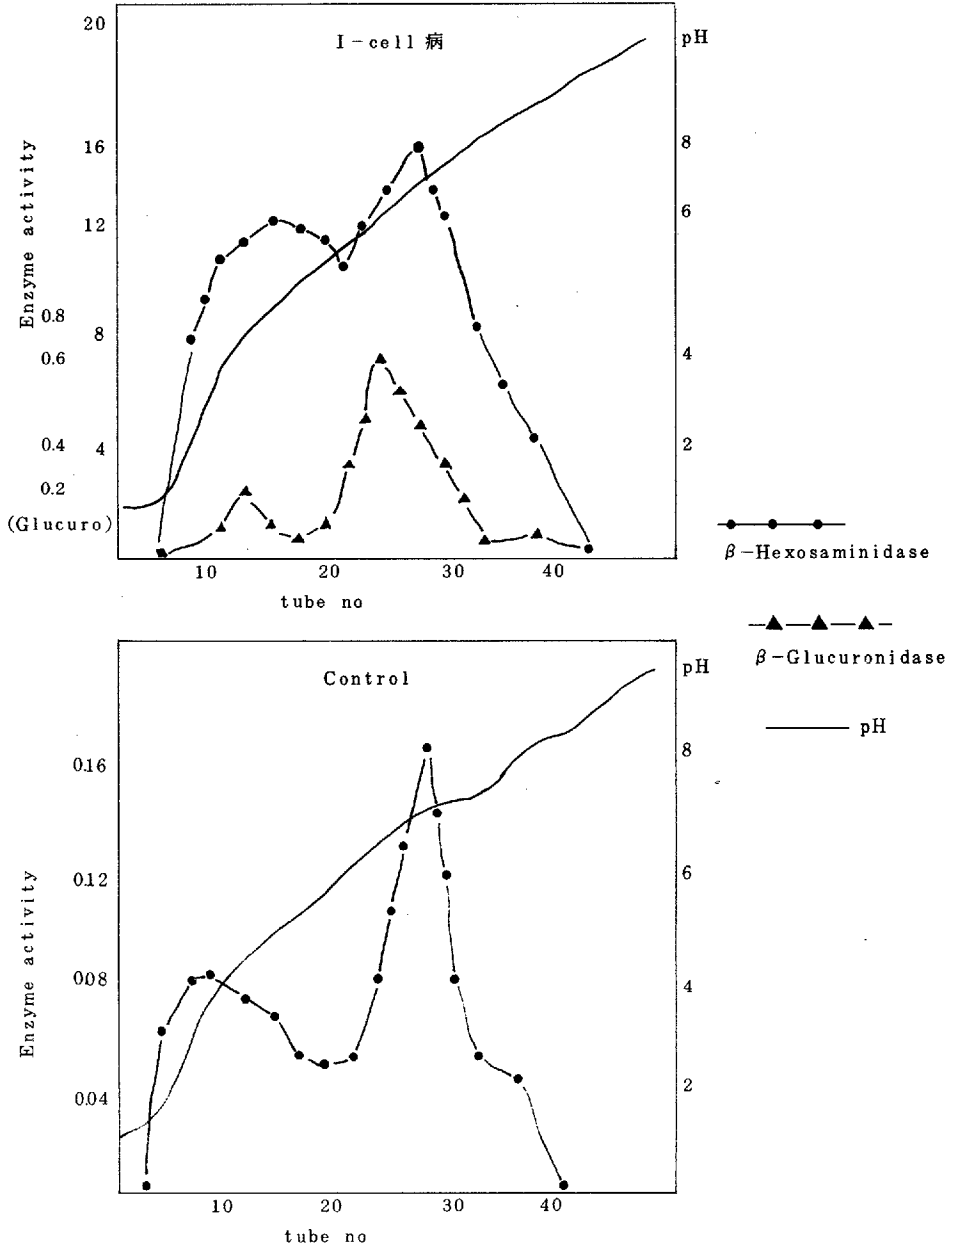 I-cell 病
pH
20
16
12
8
4
0.8
0.6
0.4
0.2
(Glucuro)
Enzyme activity
8
6
4
2
10 20 30 40
tube no
β-Hexosaminidase
β-Glucuronidase
pH
Control
pH
0.16
0.12
0.08
0.04
Enzyme activity
8
6
4
2
10 20 30 40
tube no